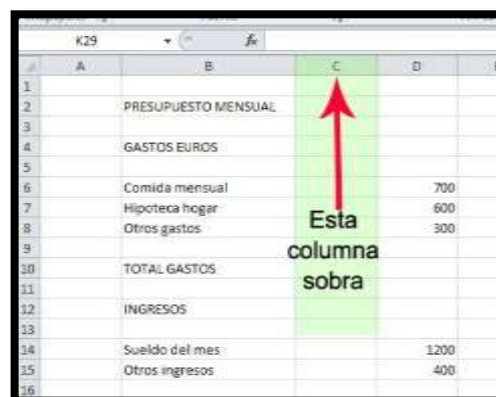 K29 fx
A B C D
1
2 PRESUPUESTO MENSUAL
3
4 GASTOS EUROS
5
6 Comida mensual 700
7 Hipoteca hogar 600
8 Otros gastos 300
9
10 TOTAL GASTOS
11
12 INGRESOS
13
14 Sueldo del mes 1200
15 Otros ingresos 400
16
Esta
columna
sobra